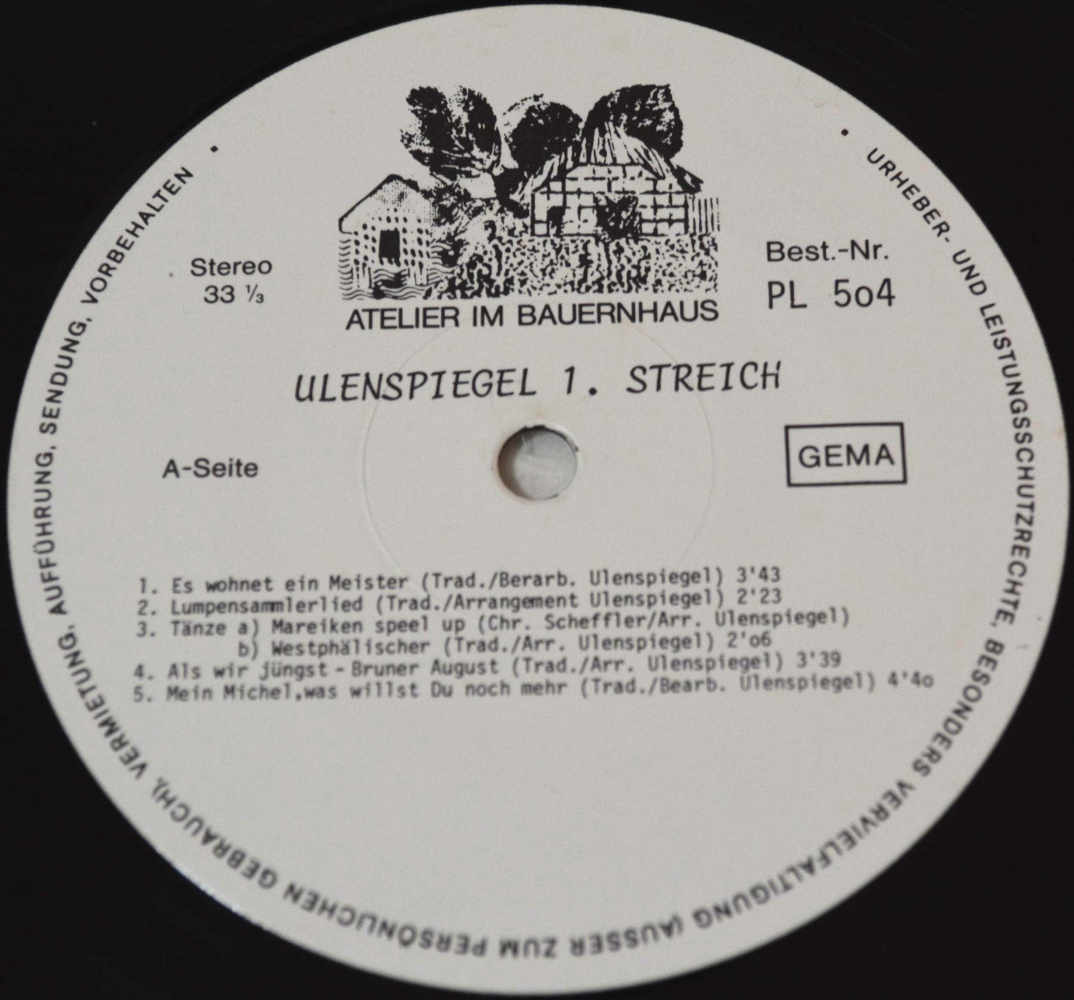 URHEBER- UND LEISTUNGSSCHUTZRECHTE, BESONDERS VERVIELFÄLTIGUNG (AUSSER ZUM PERSÖNLICHEN GEBRAUCH), VERMIETUNG, AUFFÜHRUNG, SENDUNG, VORBEHALTEN
Stereo
33 ⅓
Best.-Nr.
PL 5o4
ATELIER IM BAUERNHAUS
ULENSPIEGEL 1. STREICH
A-Seite
GEMA
1. Es wohnet ein Meister (Trad./Berarb. Ulenspiegel) 3'43
2. Lumpensammlerlied (Trad./Arrangement Ulenspiegel) 2'23
3. Tänze a) Mareiken speel up (Chr. Scheffler/Arr. Ulenspiegel)
b) Westphälischer (Trad./Arr. Ulenspiegel) 2'o6
4. Als wir jüngst - Bruner August (Trad./Arr. Ulenspiegel) 3'39
5. Mein Michel,was willst Du noch mehr (Trad./Bearb. Ulenspiegel) 4'4o